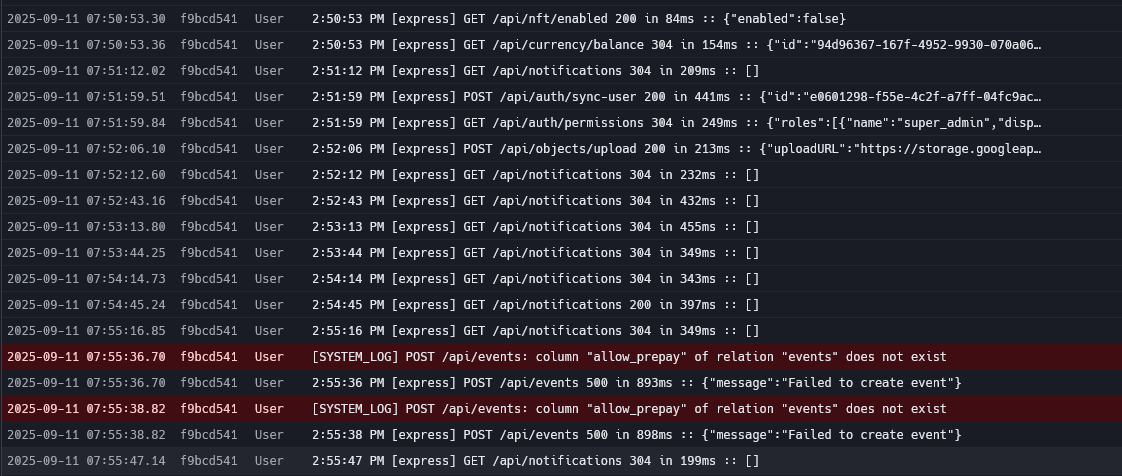 2025-09-11 07:50:53.30 f9bcd541 User 2:50:53 PM [express] GET /api/nft/enabled 200 in 84ms :: {"enabled":false}
2025-09-11 07:50:53.36 f9bcd541 User 2:50:53 PM [express] GET /api/currency/balance 304 in 154ms :: {"id":"94d96367-167f-4952-9930-070a06…
2025-09-11 07:51:12.02 f9bcd541 User 2:51:12 PM [express] GET /api/notifications 304 in 209ms :: []
2025-09-11 07:51:59.51 f9bcd541 User 2:51:59 PM [express] POST /api/auth/sync-user 200 in 441ms :: {"id":"e0601298-f55e-4c2f-a7ff-04fc9ac…
2025-09-11 07:51:59.84 f9bcd541 User 2:51:59 PM [express] GET /api/auth/permissions 304 in 249ms :: {"roles":[{"name":"super_admin","disp…
2025-09-11 07:52:06.10 f9bcd541 User 2:52:06 PM [express] POST /api/objects/upload 200 in 213ms :: {"uploadURL":"https://storage.googleap…
2025-09-11 07:52:12.60 f9bcd541 User 2:52:12 PM [express] GET /api/notifications 304 in 232ms :: []
2025-09-11 07:52:43.16 f9bcd541 User 2:52:43 PM [express] GET /api/notifications 304 in 432ms :: []
2025-09-11 07:53:13.80 f9bcd541 User 2:53:13 PM [express] GET /api/notifications 304 in 455ms :: []
2025-09-11 07:53:44.25 f9bcd541 User 2:53:44 PM [express] GET /api/notifications 304 in 349ms :: []
2025-09-11 07:54:14.73 f9bcd541 User 2:54:14 PM [express] GET /api/notifications 304 in 343ms :: []
2025-09-11 07:54:45.24 f9bcd541 User 2:54:45 PM [express] GET /api/notifications 200 in 397ms :: []
2025-09-11 07:55:16.85 f9bcd541 User 2:55:16 PM [express] GET /api/notifications 304 in 349ms :: []
2025-09-11 07:55:36.70 f9bcd541 User [SYSTEM_LOG] POST /api/events: column "allow_prepay" of relation "events" does not exist
2025-09-11 07:55:36.70 f9bcd541 User 2:55:36 PM [express] POST /api/events 500 in 893ms :: {"message":"Failed to create event"}
2025-09-11 07:55:38.82 f9bcd541 User [SYSTEM_LOG] POST /api/events: column "allow_prepay" of relation "events" does not exist
2025-09-11 07:55:38.82 f9bcd541 User 2:55:38 PM [express] POST /api/events 500 in 898ms :: {"message":"Failed to create event"}
2025-09-11 07:55:47.14 f9bcd541 User 2:55:47 PM [express] GET /api/notifications 304 in 199ms :: []